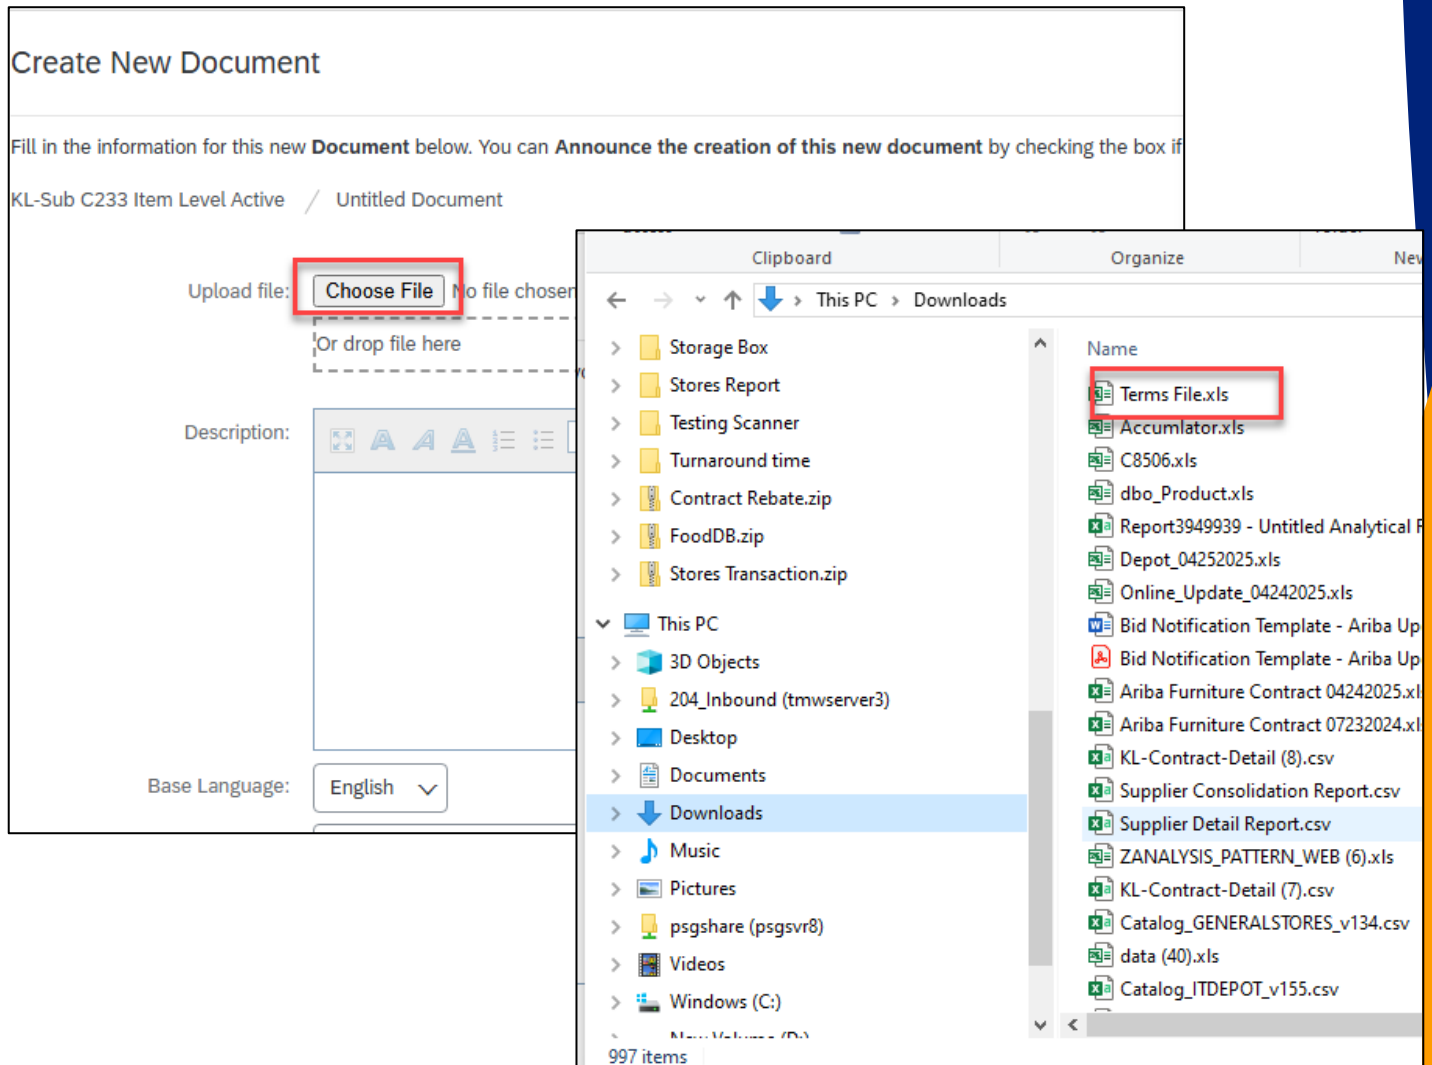 Create New Document
Fill in the information for this new Document below. You can Announce the creation of this new document by checking the box if
KL-Sub C233 Item Level Active / Untitled Document
Upload file:
Choose File
No file chosen
Or drop file here
Description:
Base Language:
English
Clipboard
Organize
This PC > Downloads
Storage Box
Stores Report
Testing Scanner
Turnaround time
Contract Rebate.zip
FoodDB.zip
Stores Transaction.zip
This PC
3D Objects
204_Inbound (tmwserver3)
Desktop
Documents
Downloads
Music
Pictures
psgshare (psgsvr8)
Videos
Windows (C:)
997 items
Name
Terms File.xls
Accumlator.xls
C8506.xls
dbo_Product.xls
Report3949939 - Untitled Analytical
Depot_04252025.xls
Online_Update_04242025.xls
Bid Notification Template - Ariba Up
Bid Notification Template - Ariba Up
Ariba Furniture Contract 04242025.xl
Ariba Furniture Contract 07232024.xl
KL-Contract-Detail (8).csv
Supplier Consolidation Report.csv
Supplier Detail Report.csv
ZANALYSIS_PATTERN_WEB (6).xls
KL-Contract-Detail (7).csv
Catalog_GENERALSTORES_v134.csv
data (40).xls
Catalog_ITDEPOT_v155.csv